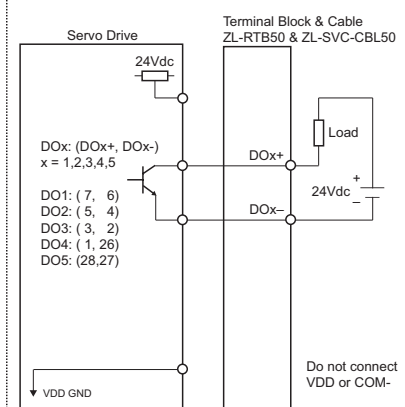 Terminal Block & Cable
Servo Drive
ZL-RTB50 & ZL-SVC-CBL50
24Vdc
DOx: (DOx+, DOx-)
x = 1,2,3,4,5
DOx+
Load
DO1: ( 7, 6)
DO2: ( 5, 4)
DO3: ( 3, 2)
DO4: ( 1, 26)
DO5: (28,27)
DOx–
24Vdc
+
–
Do not connect
VDD or COM-
VDD GND